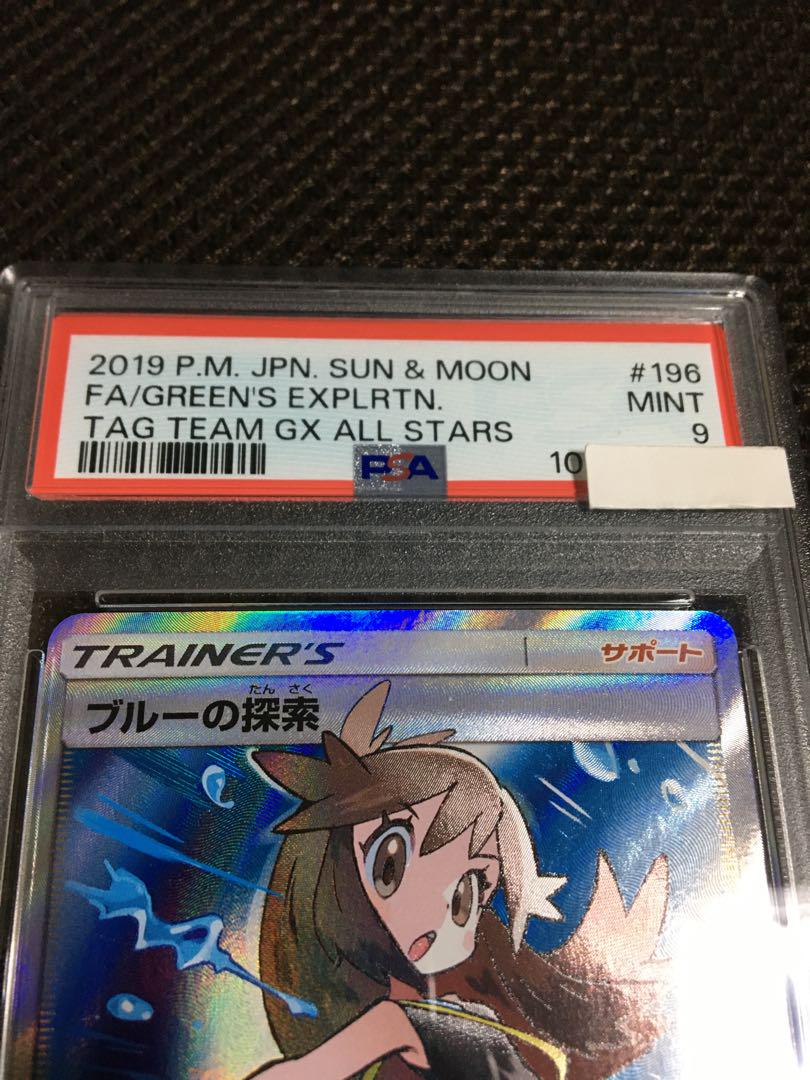 2019 P.M. JPN. SUN & MOON #196
FA/GREEN'S EXPLRTN. MINT
TAG TEAM GX ALL STARS 9
PSA 10
TRAINER'S サポート
たん さく
ブルーの探索